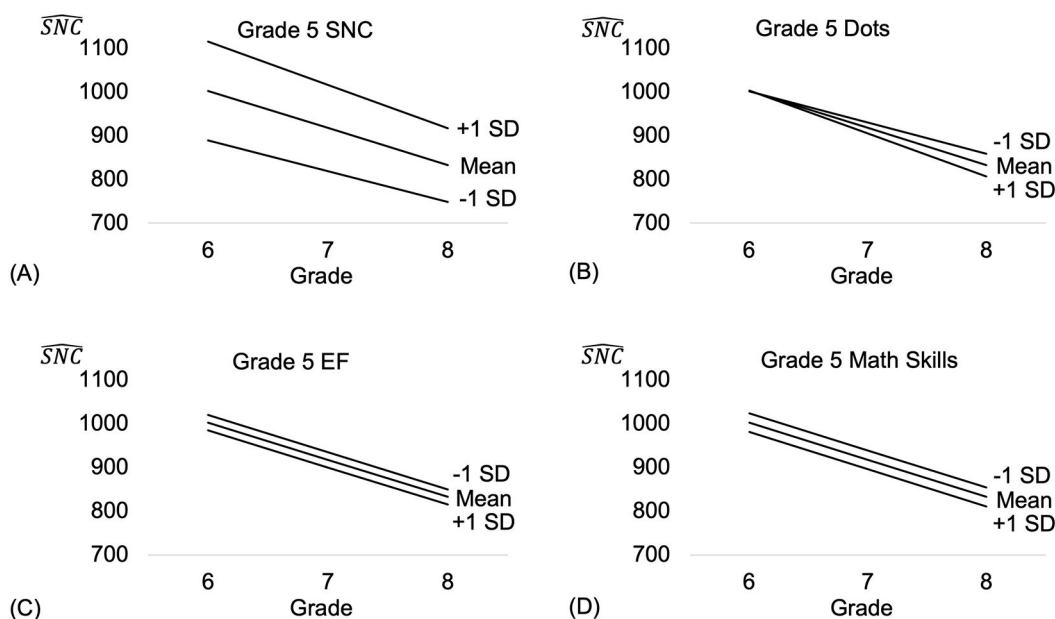 SNC
Grade 5 SNC
1100
1000
900
800
700
+1 SD
Mean
-1 SD
6 7 8
Grade
(A)
SNC
Grade 5 Dots
1100
1000
900
800
700
-1 SD
Mean
+1 SD
6 7 8
Grade
(B)
SNC
Grade 5 EF
1100
1000
900
800
700
-1 SD
Mean
+1 SD
6 7 8
Grade
(C)
SNC
Grade 5 Math Skills
1100
1000
900
800
700
-1 SD
Mean
+1 SD
6 7 8
Grade
(D)